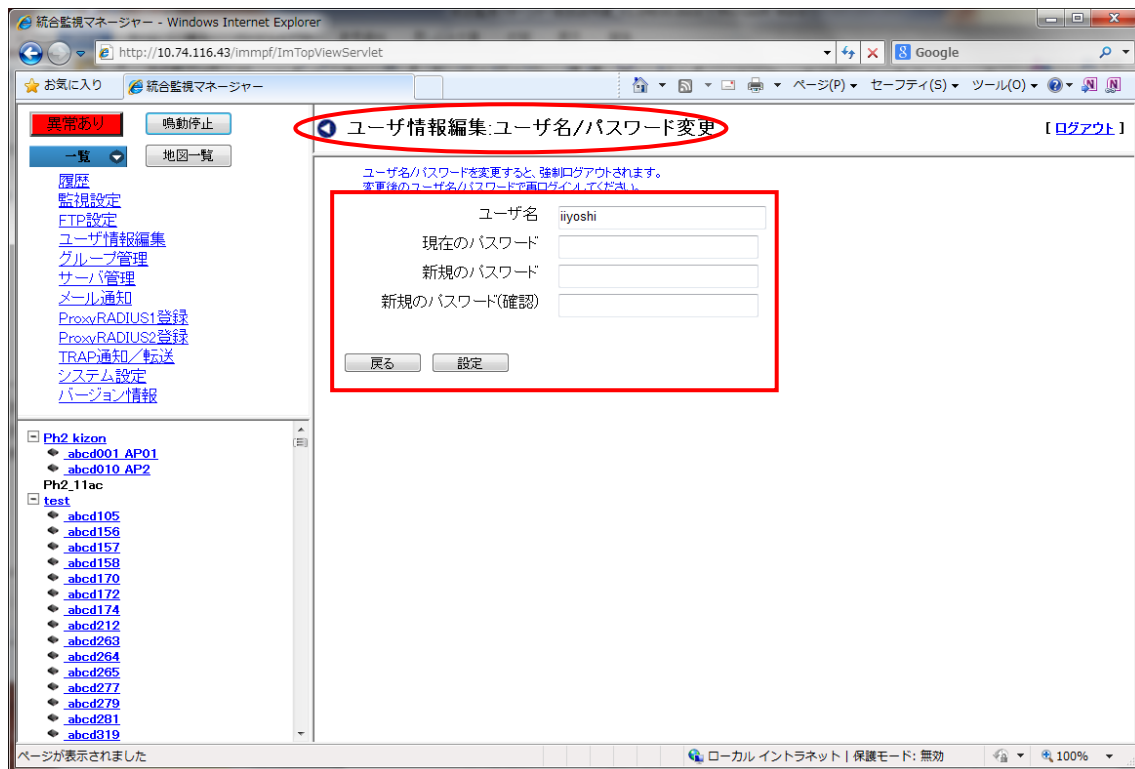 統合監視マネージャー - Windows Internet Explorer
http://10.74.116.43/immpf/ImTopViewServlet
Google
お気に入り
統合監視マネージャー
ページ(P)
セーフティ(S)
ツール(O)
異常あり
鳴動停止
一覧
地図一覧
履歴
監視設定
FTP設定
ユーザ情報編集
グループ管理
サーバ管理
メール通知
ProxyRADIUS1登録
ProxyRADIUS2登録
TRAP通知/転送
システム設定
バージョン情報
Ph2 kizon
abcd001 AP01
abcd010 AP2
Ph2_11ac
test
abcd105
abcd156
abcd157
abcd158
abcd170
abcd172
abcd174
abcd212
abcd263
abcd264
abcd265
abcd277
abcd279
abcd281
abcd319
ユーザ情報編集:ユーザ名/パスワード変更
[ ログアウト ]
ユーザ名/パスワードを変更すると、強制ログアウトされます。
変更後のユーザ名/パスワードで再ログインしてください。
ユーザ名 iiyoshi
現在のパスワード
新規のパスワード
新規のパスワード(確認)
戻る 設定
ページが表示されました
ローカル イントラネット | 保護モード: 無効
100%